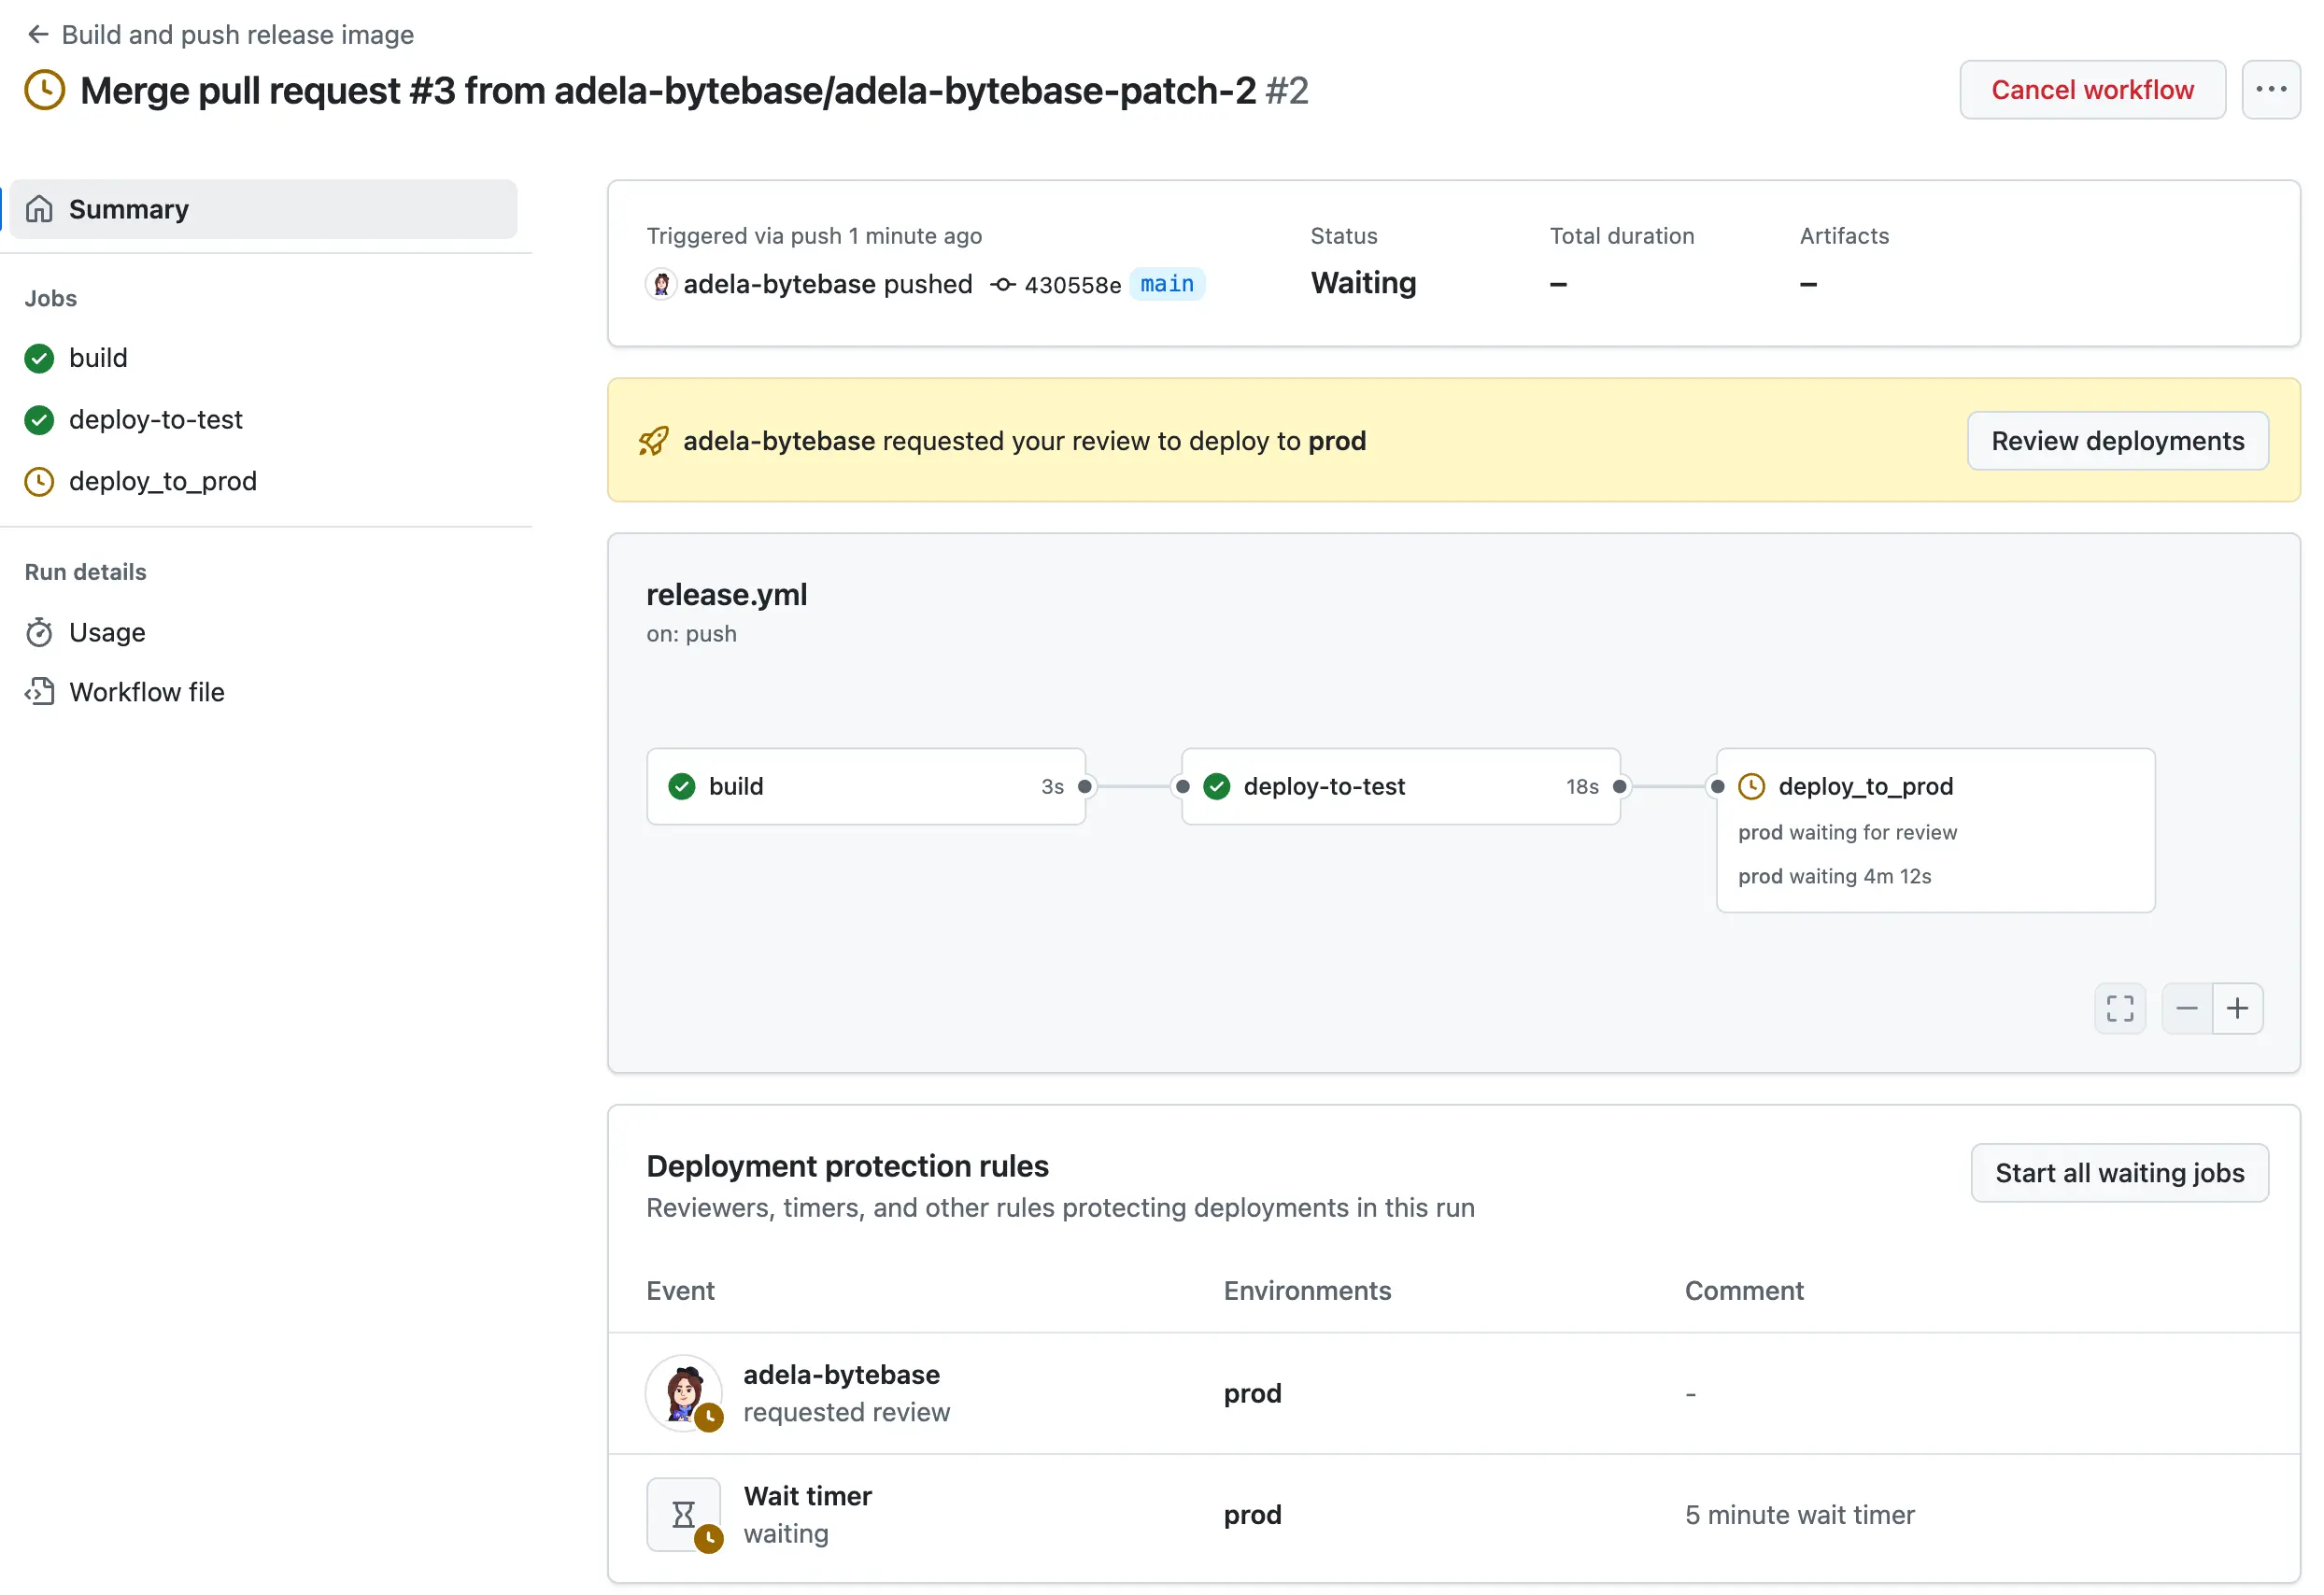 Build and push release image
Merge pull request #3 from adela-bytebase/adela-bytebase-patch-2 #2
Cancel workflow
Summary
Jobs
build
deploy-to-test
deploy_to_prod
Run details
Usage
Workflow file
Triggered via push 1 minute ago
adela-bytebase pushed 430558e main
Status
Waiting
Total duration
–
Artifacts
–
adela-bytebase requested your review to deploy to prod
Review deployments
release.yml
on: push
build 3s
deploy-to-test 18s
deploy_to_prod
prod waiting for review
prod waiting 4m 12s
Deployment protection rules
Reviewers, timers, and other rules protecting deployments in this run
Start all waiting jobs
Event Environments Comment
adela-bytebase
requested review
prod
-
Wait timer
waiting
prod
5 minute wait timer